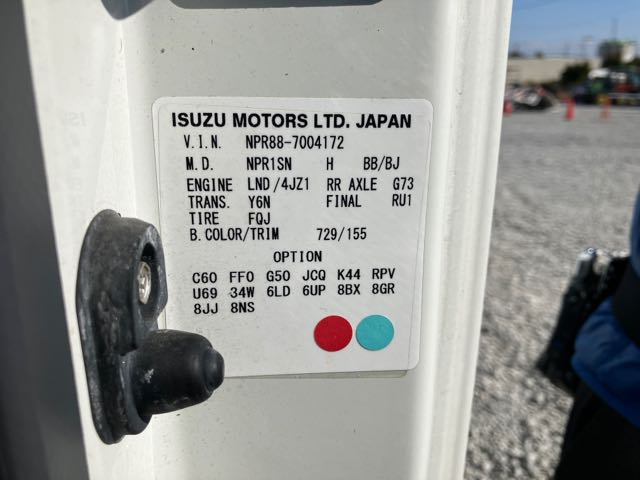 ISUZU MOTORS LTD. JAPAN
V.I.N. NPR88-7004172
M.D. NPR1SN H BB/BJ
ENGINE LND/4JZ1 RR AXLE G73
TRANS. Y6N FINAL RU1
TIRE FQJ
B.COLOR/TRIM 729/155
OPTION
C60 FF0 G50 JCQ K44 RPV
U69 34W 6LD 6UP 8BX 8GR
8JJ 8NS